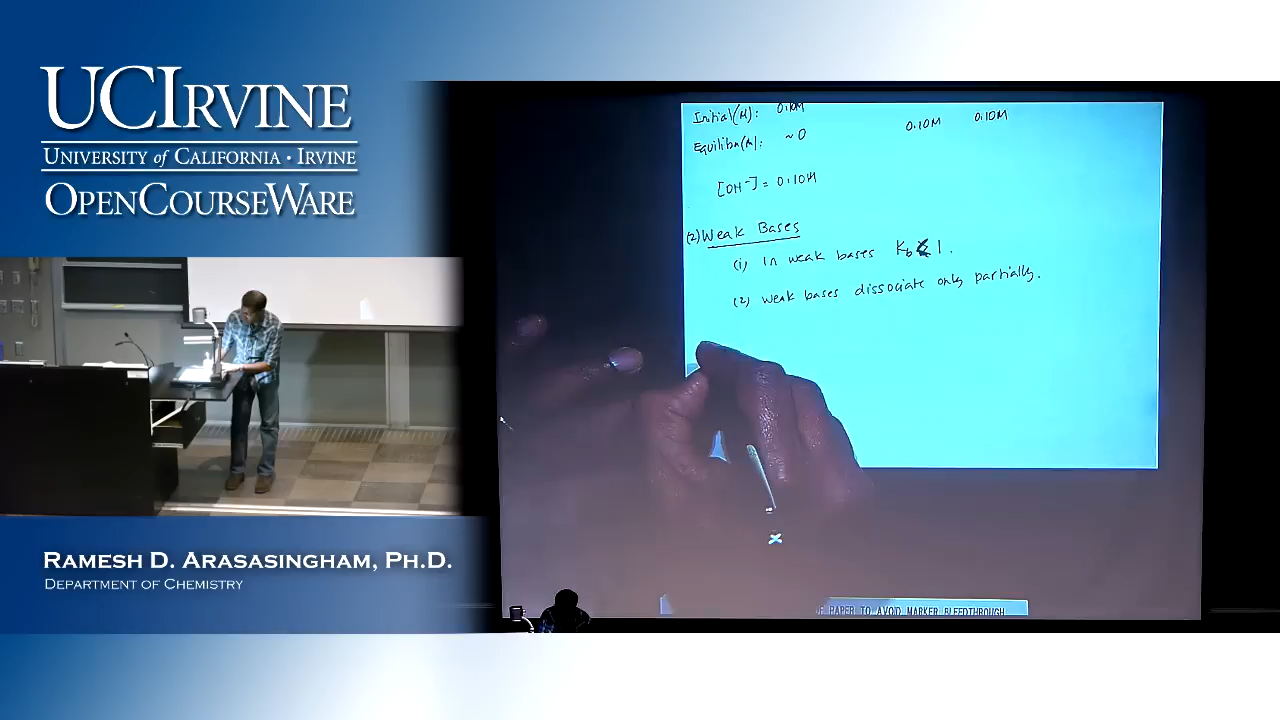 UCIRVINE
UNIVERSITY of CALIFORNIA · IRVINE
OPENCOURSEWARE
Initial(M): 0.10M
Equilib(M): ~0 0.10M 0.10M
[OH⁻] = 0.10M
(2) Weak Bases
(i) In weak bases Kb < 1.
(2) Weak bases dissociate only partially.
RAMESH D. ARASASINGHAM, PH.D.
DEPARTMENT OF CHEMISTRY
PAPER TO AVOID MARKER BLEEDTHROUGH